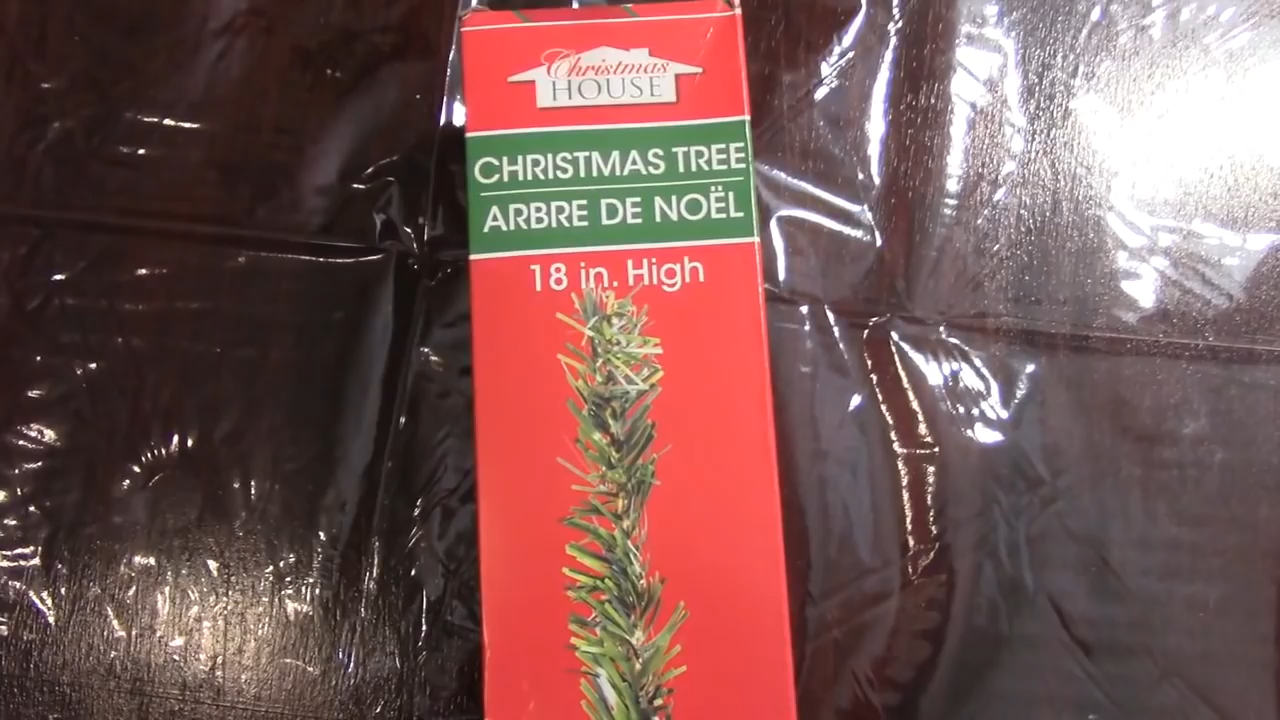 Christmas
HOUSE
CHRISTMAS TREE
ARBRE DE NOËL
18 in. High